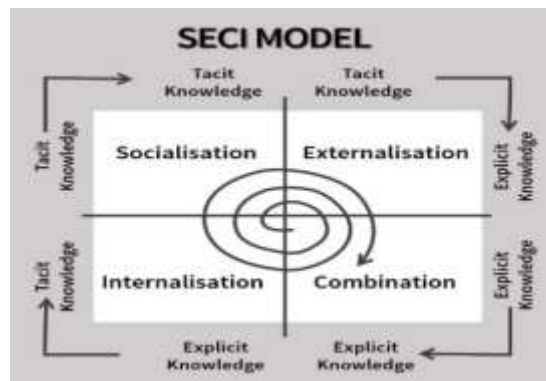 SECI MODEL
Tacit
Knowledge
Tacit
Knowledge
Tacit
Knowledge
Socialisation
Externalisation
Explicit
Knowledge
Tacit
Knowledge
Internalisation
Combination
Explicit
Knowledge
Explicit
Knowledge
Explicit
Knowledge